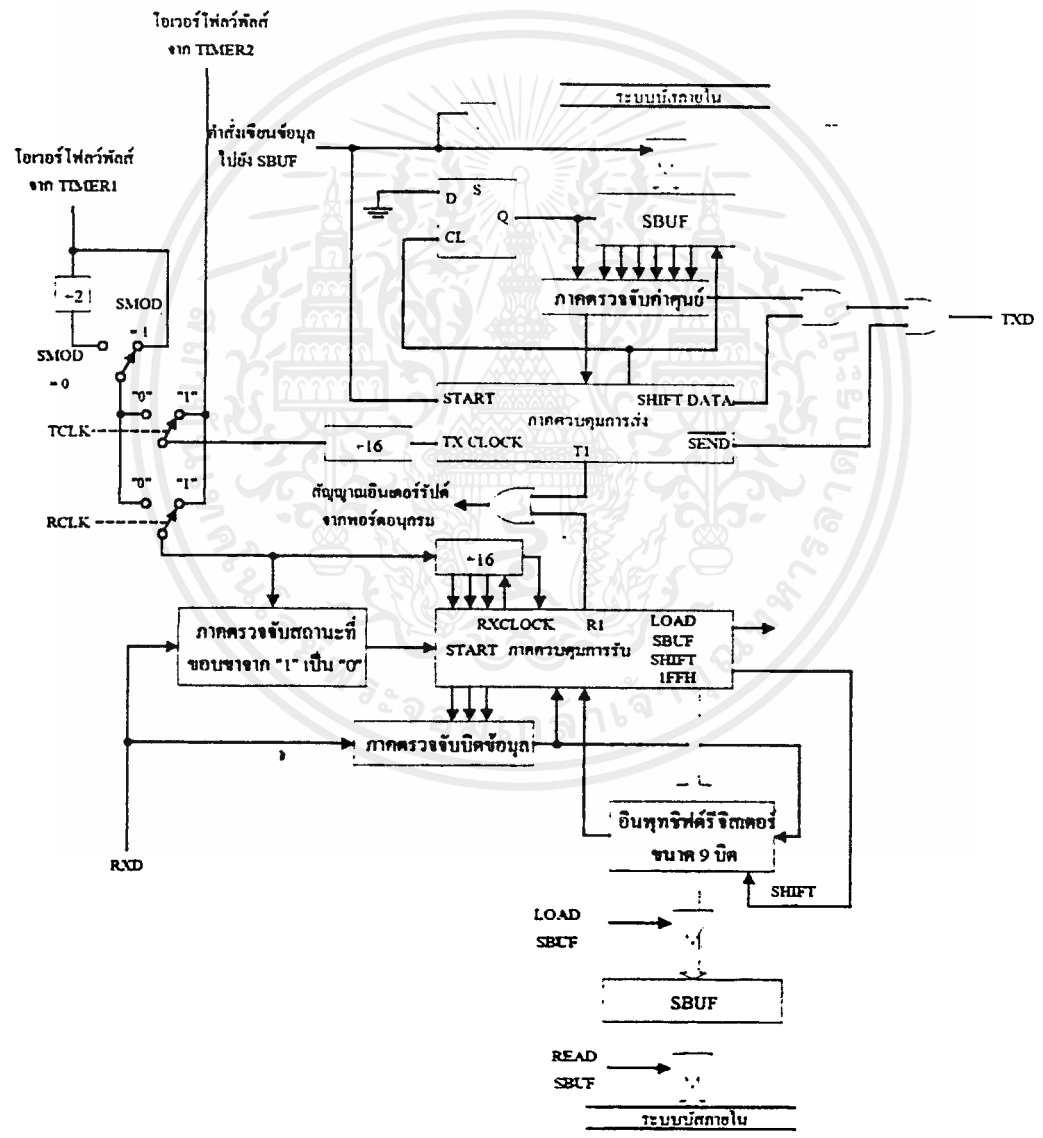 โอเวอร์โฟลว์พัลส์
จาก TIMER2
ระบบบัสภายใน
คำสั่งเขียนข้อมูล
ไปยัง SBUF
โอเวอร์โฟลว์พัลส์
จาก TIMER1
D
S
Q
CL
SBUF
÷2
SMOD
= 1
SMOD
= 0
ภาคตรวจจับค่าศูนย์
TXD
"0"
"1"
TCLK
START
SHIFT DATA
ภาคควบคุมการส่ง
÷16
TX CLOCK
T1
SEND
"0"
"1"
RCLK
สัญญาณอินเตอร์รัปต์
จากพอร์ตอนุกรม
÷16
ภาคตรวจจับสถานะที่
ขอบขาจาก "1" เป็น "0"
RXCLOCK
R1
LOAD
SBUF
START
ภาคควบคุมการรับ
SHIFT
1FFH
ภาคตรวจจับบิตข้อมูล
RXD
อินพุทชิฟต์รีจิสเตอร์
ขนาด 9 บิต
SHIFT
LOAD
SBUF
SBUF
READ
SBUF
ระบบบัสภายใน